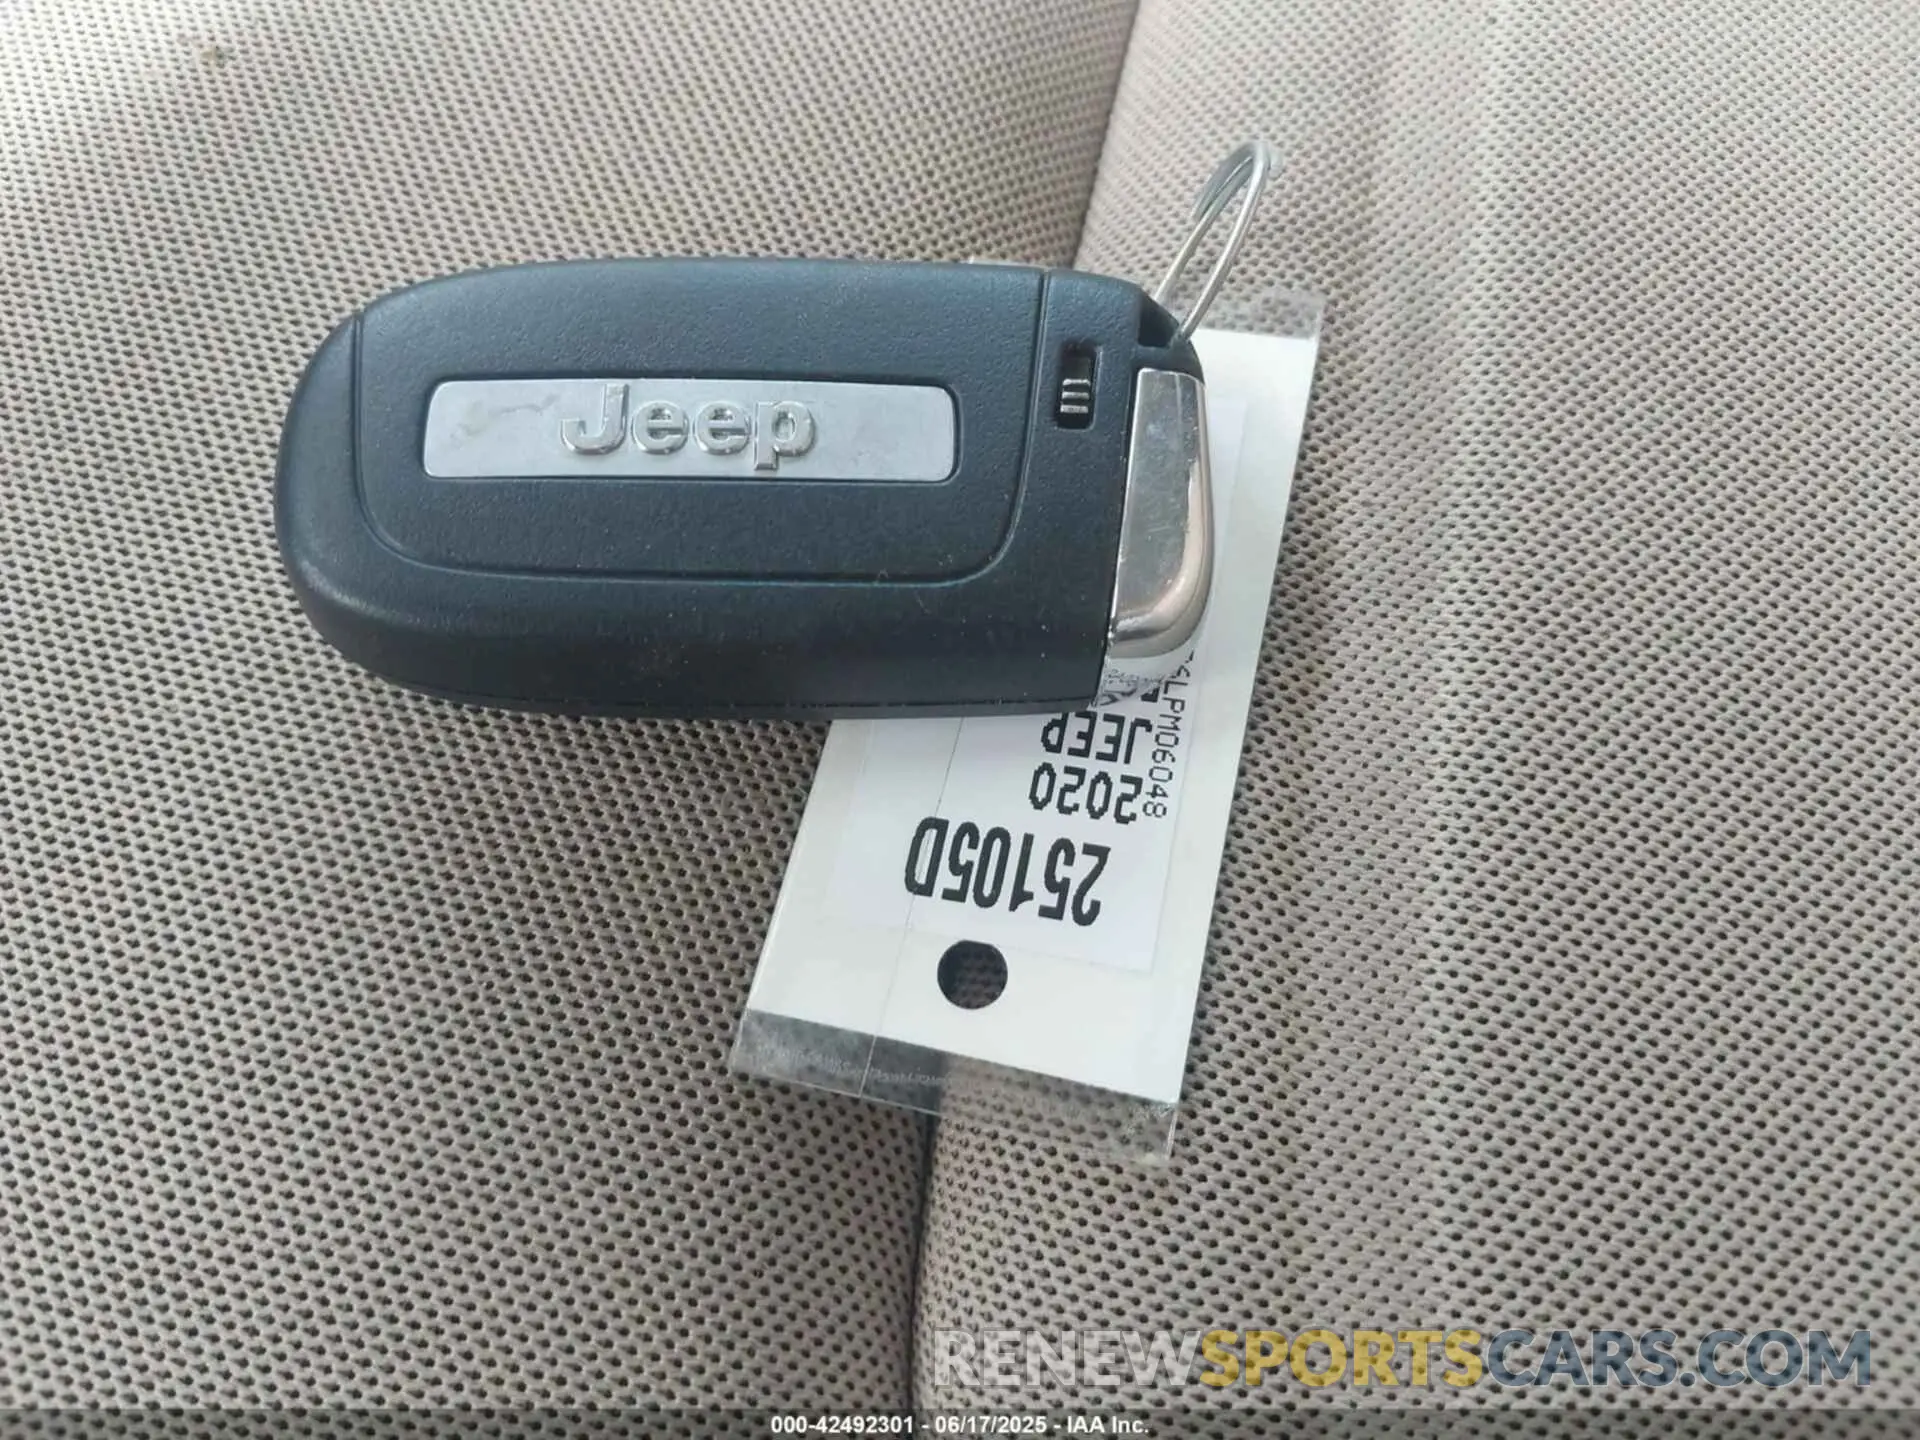 Jeep
25105D
2020
JEEP
LPM06048
RENEWSPORTSCARS.COM
000-42492301 - 06/17/2025 - IAA Inc.